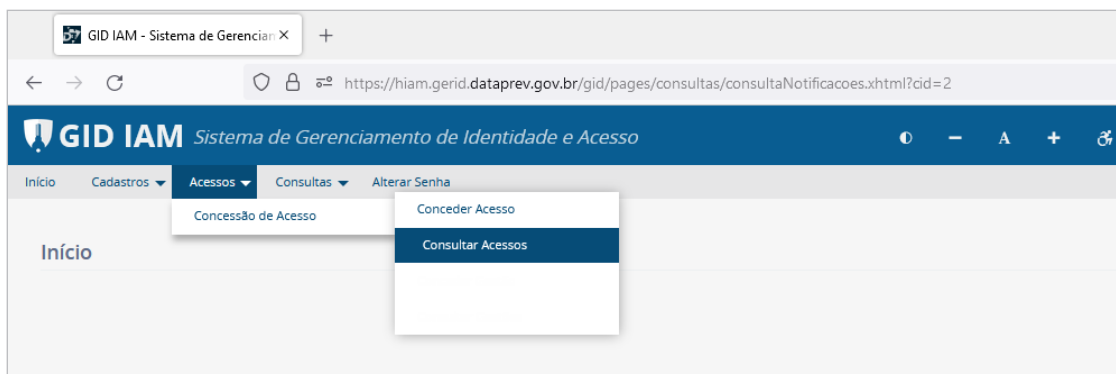 GID IAM - Sistema de Gerencian
https://hiam.gerid.dataprev.gov.br/gid/pages/consultas/consultaNotificacoes.xhtml?cid=2
GID IAM Sistema de Gerenciamento de Identidade e Acesso A
Início Cadastros Acessos Consultas Alterar Senha
Concessão de Acesso Conceder Acesso
Consultar Acessos
Início